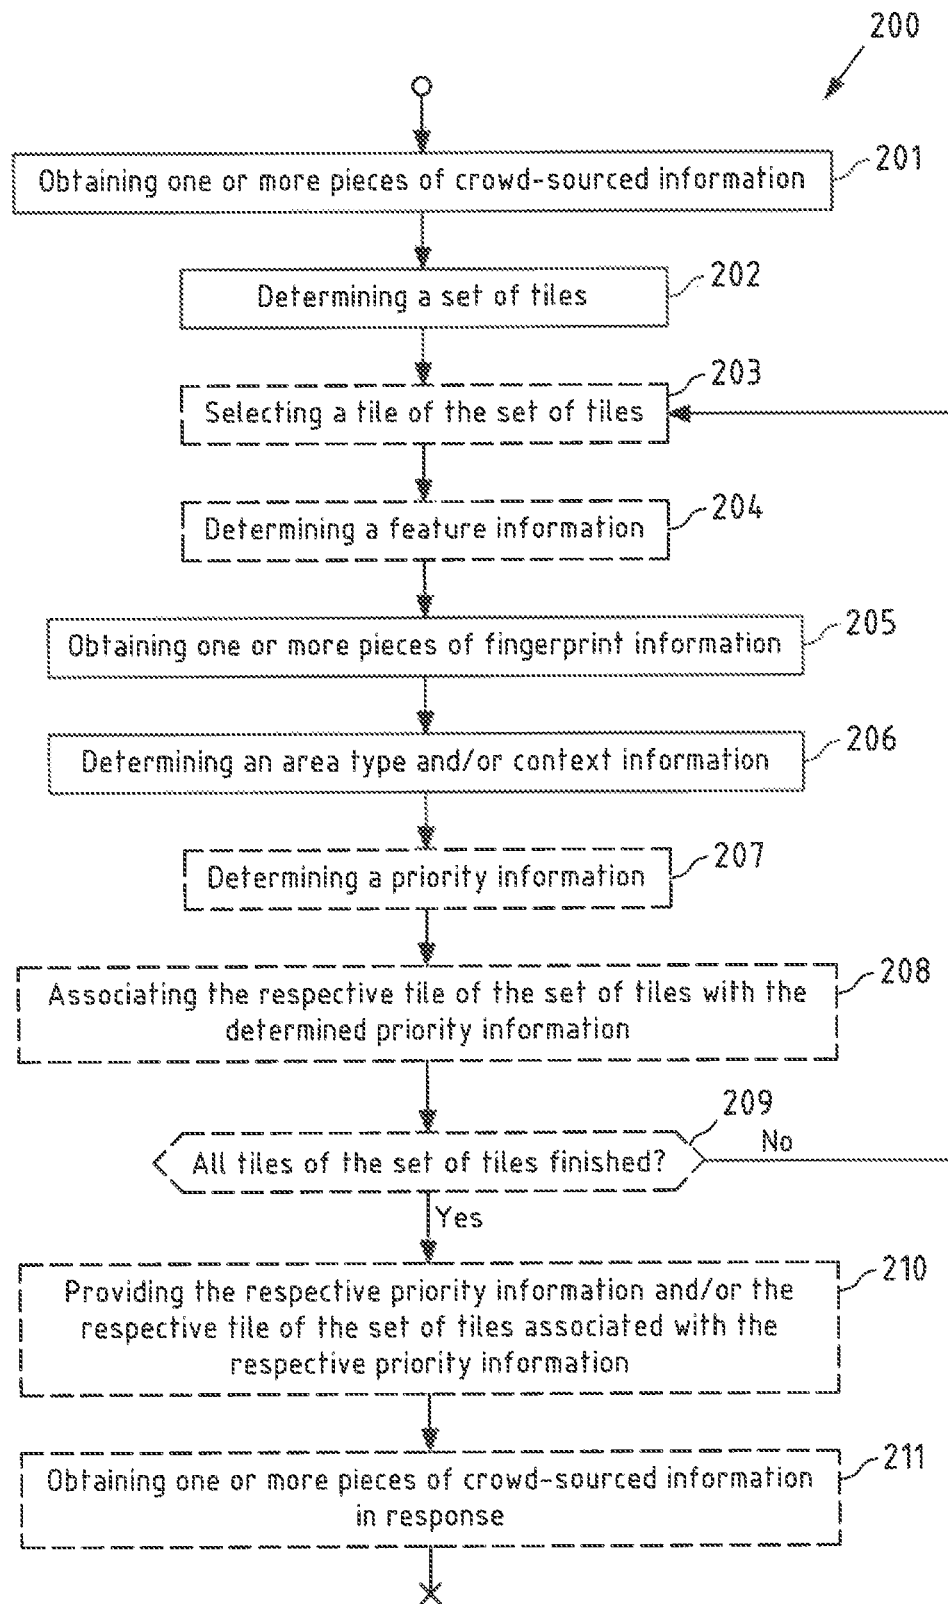 200
Obtaining one or more pieces of crowd-sourced information
201
Determining a set of tiles
202
Selecting a tile of the set of tiles
203
Determining a feature information
204
Obtaining one or more pieces of fingerprint information
205
Determining an area type and/or context information
206
Determining a priority information
207
Associating the respective tile of the set of tiles with the
determined priority information
208
All tiles of the set of tiles finished?
209
No
Yes
Providing the respective priority information and/or the
respective tile of the set of tiles associated with the
respective priority information
210
Obtaining one or more pieces of crowd-sourced information
in response
211